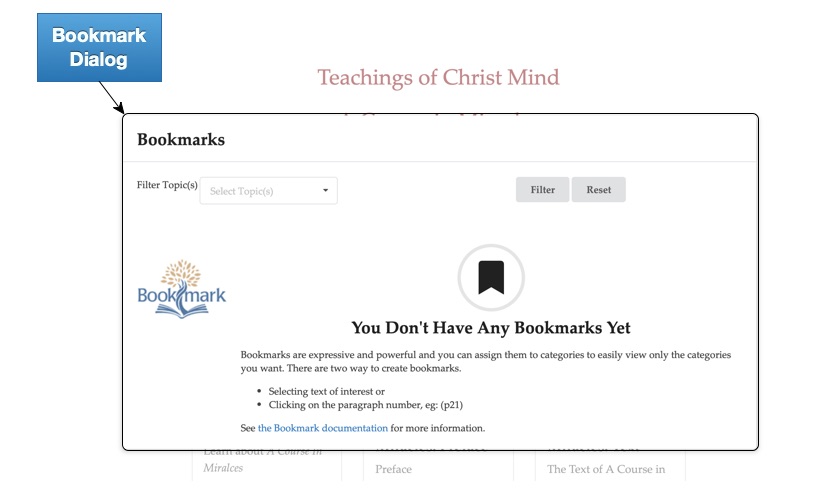 Bookmark
Dialog
Teachings of Christ Mind
Bookmarks
Filter Topic(s)
Select Topic(s)
Filter
Reset
Bookmark
You Don't Have Any Bookmarks Yet
Bookmarks are expressive and powerful and you can assign them to categories to easily view only the categories
you want. There are two way to create bookmarks.
• Selecting text of interest or
• Clicking on the paragraph number, eg: (p21)
See the Bookmark documentation for more information.
Learn about A Course In
Miralces
Preface
The Text of A Course in